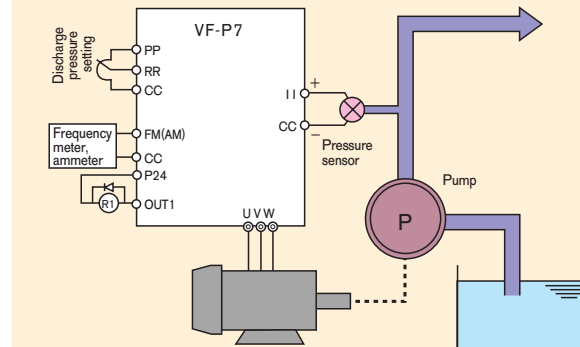 VF-P7
Discharge
pressure
setting
PP
RR
CC
Frequency
meter,
ammeter
FM(AM)
CC
P24
R1
OUT1
II
+
CC
−
Pressure
sensor
U V W
Pump
P